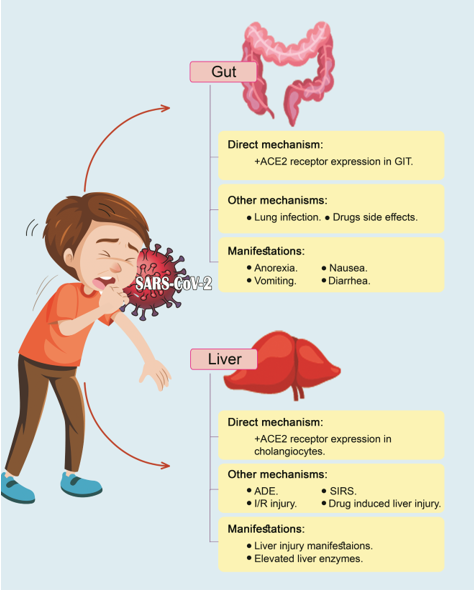 Gut
Direct mechanism:
+ACE2 receptor expression in GIT.
Other mechanisms:
• Lung infection. • Drugs side effects.
Manifestations:
• Anorexia. • Nausea.
• Vomiting. • Diarrhea.
SARS-CoV-2
Liver
Direct mechanism:
+ACE2 receptor expression in
cholangiocytes.
Other mechanisms:
• ADE. • SIRS.
• I/R injury. • Drug induced liver injury.
Manifestations:
• Liver injury manifestaions.
• Elevated liver enzymes.